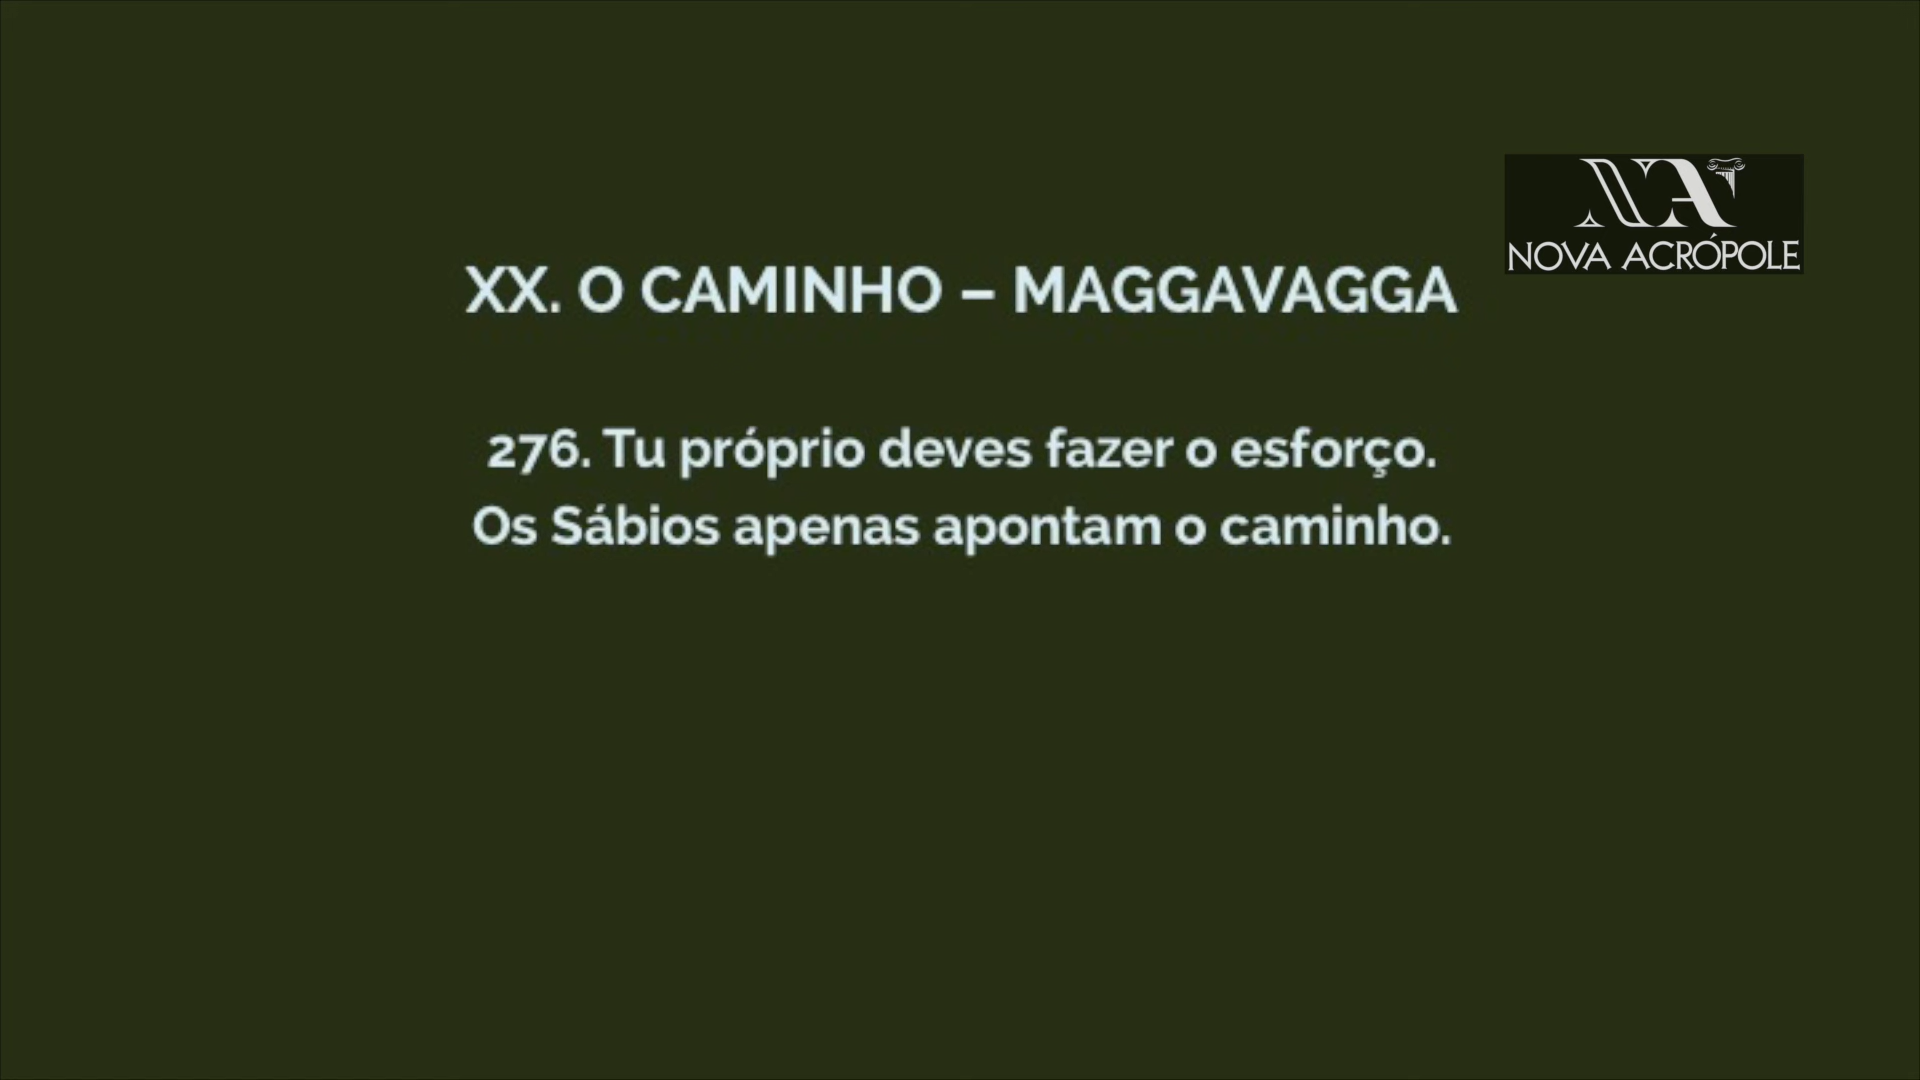 NOVA ACRÓPOLE
XX. O CAMINHO – MAGGAVAGGA
276. Tu próprio deves fazer o esforço.
Os Sábios apenas apontam o caminho.